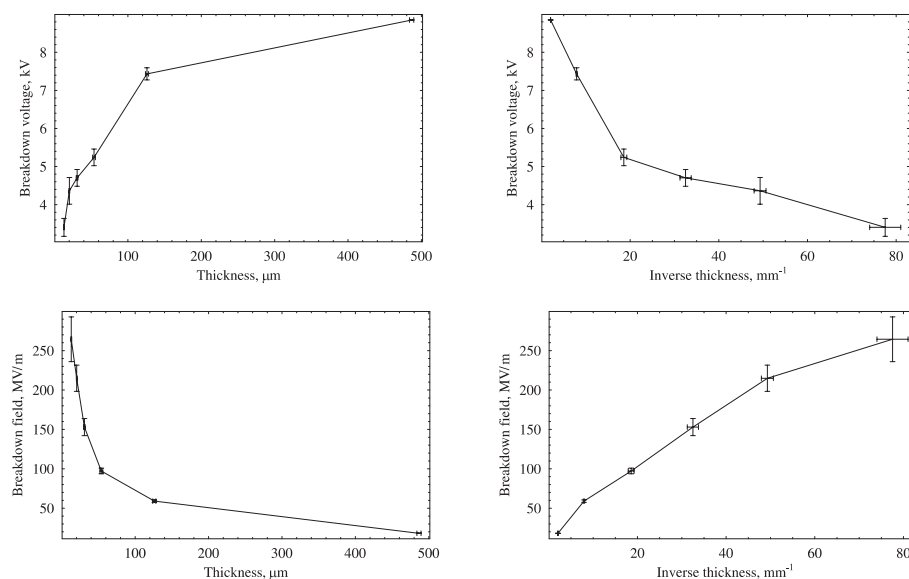 8
7
6
5
4
Breakdown voltage, kV
100 200 300 400 500
Thickness, μm
8
7
6
5
4
Breakdown voltage, kV
20 40 60 80
Inverse thickness, mm⁻¹
250
200
150
100
50
Breakdown field, MV/m
100 200 300 400 500
Thickness, μm
250
200
150
100
50
Breakdown field, MV/m
20 40 60 80
Inverse thickness, mm⁻¹